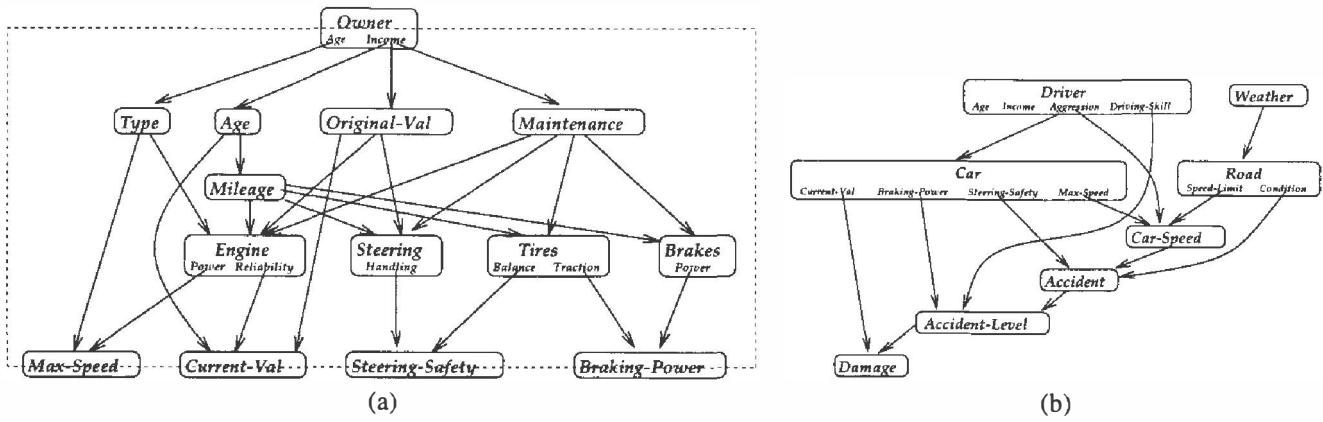 Owner
Age Income
Type Age Original-Val Maintenance
Mileage
Engine Steering Tires Brakes
Power Reliability Handling Balance Traction Power
Max-Speed Current-Val Steering-Safety Braking-Power
(a)
Driver
Age Income Aggression Driving-Skill
Weather
Car
Current-Val Braking-Power Steering-Safety Max-Speed
Road
Speed-Limit Condition
Car-Speed
Accident
Accident-Level
Damage
(b)